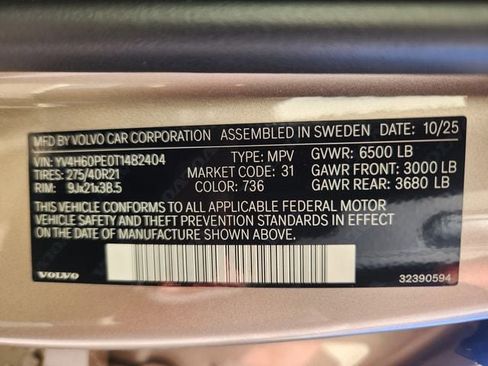 MFD BY VOLVO CAR CORPORATION ASSEMBLED IN SWEDEN DATE: 10/25
VIN: YV4H60PE0T1482404 TYPE: MPV GVWR: 6500 LB
TIRES: 275/40R21 MARKET CODE: 31 GAWR FRONT: 3000 LB
RIM: 9Jx21x38.5 COLOR: 736 GAWR REAR: 3680 LB
THIS VEHICLE CONFORMS TO ALL APPLICABLE FEDERAL MOTOR
VEHICLE SAFETY AND THEFT PREVENTION STANDARDS IN EFFECT
ON THE DATE OF MANUFACTURE SHOWN ABOVE.
VOLVO 32390594